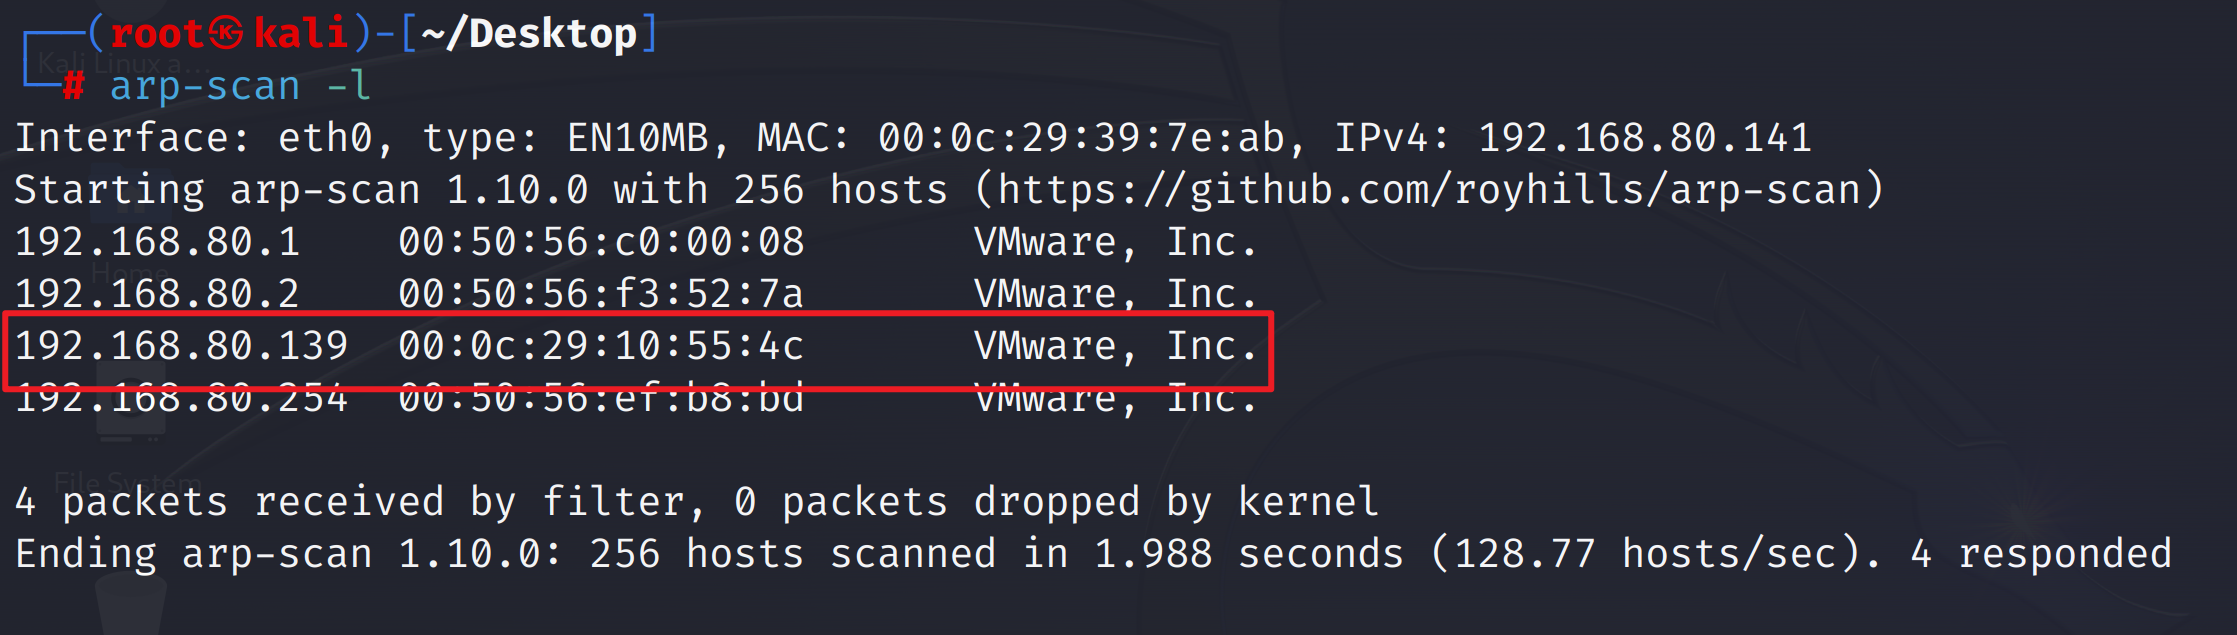 ┌──(root㉿kali)-[~/Desktop]
└─# arp-scan -l
Interface: eth0, type: EN10MB, MAC: 00:0c:29:39:7e:ab, IPv4: 192.168.80.141
Starting arp-scan 1.10.0 with 256 hosts (https://github.com/royhills/arp-scan)
192.168.80.1    00:50:56:c0:00:08       VMware, Inc.
192.168.80.2    00:50:56:f3:52:7a       VMware, Inc.
192.168.80.139  00:0c:29:10:55:4c       VMware, Inc.
192.168.80.254  00:50:56:ef:b8:bd       VMware, Inc.
4 packets received by filter, 0 packets dropped by kernel
Ending arp-scan 1.10.0: 256 hosts scanned in 1.988 seconds (128.77 hosts/sec). 4 responded
Kali Linux a...
Home
File System